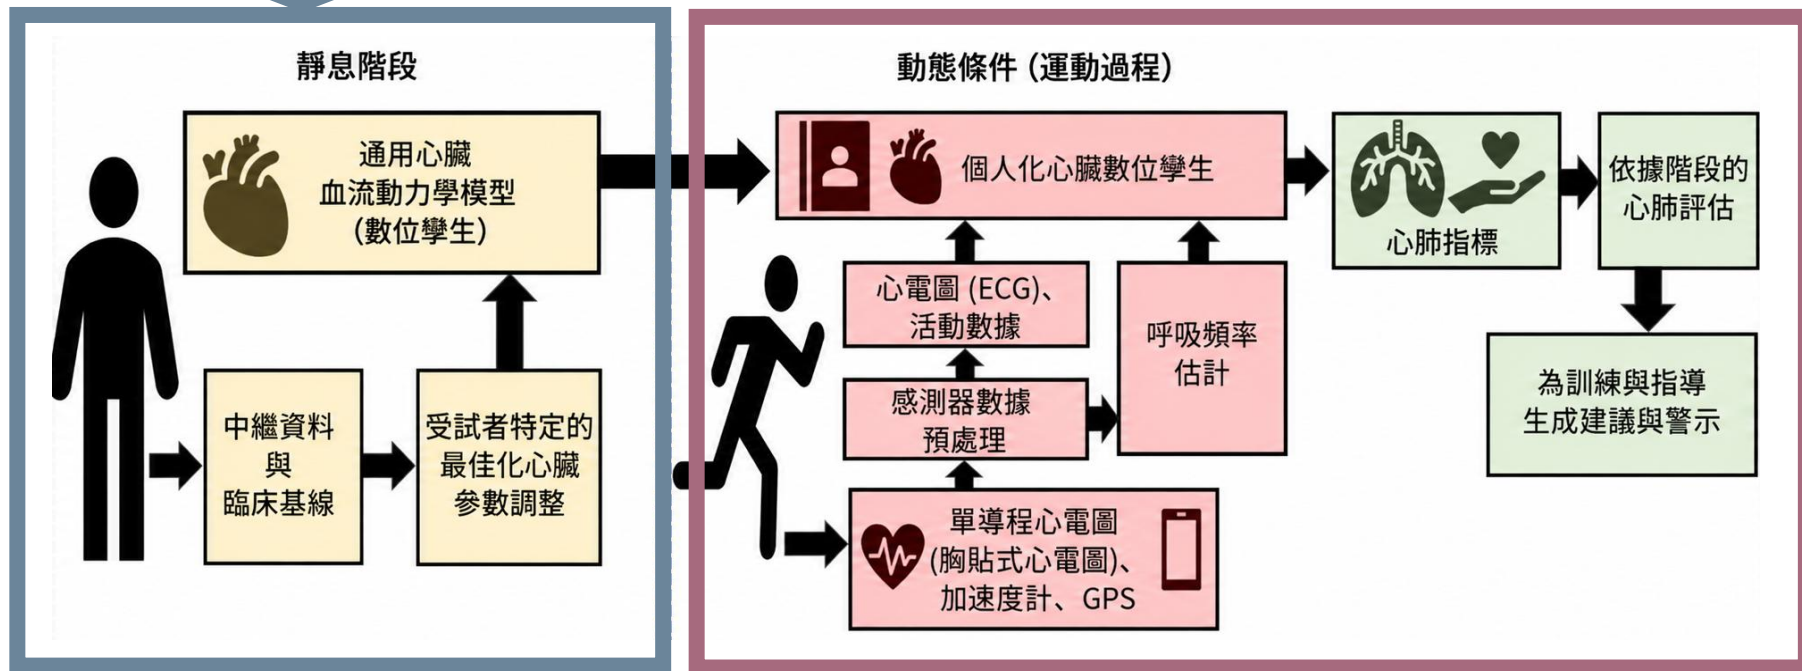 靜息階段
通用心臟
血流動力學模型
(數位孿生)
中繼資料
與
臨床基線
受試者特定的
最佳化心臟
參數調整
動態條件 (運動過程)
個人化心臟數位孿生
心電圖 (ECG)、
活動數據
呼吸頻率
估計
感測器數據
預處理
單導程心電圖
(胸貼式心電圖)、
加速度計、GPS
心肺指標
依據階段的
心肺評估
為訓練與指導
生成建議與警示